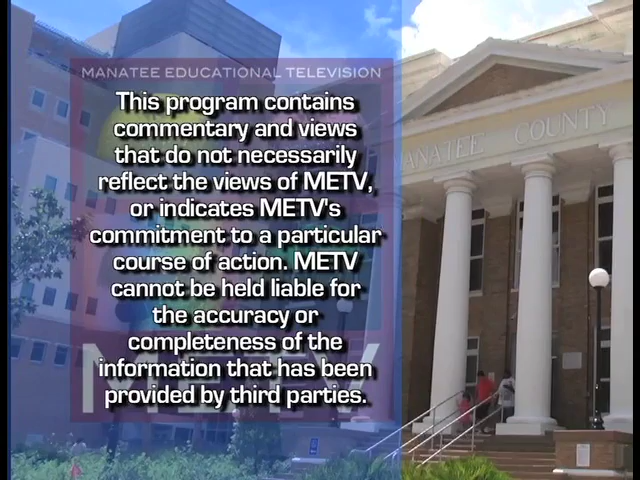 MANATEE EDUCATIONAL TELEVISION
This program contains
commentary and views
that do not necessarily
reflect the views of METV,
or indicates METV's
commitment to a particular
course of action. METV
cannot be held liable for
the accuracy or
completeness of the
information that has been
provided by third parties.
METV
MANATEE COUNTY